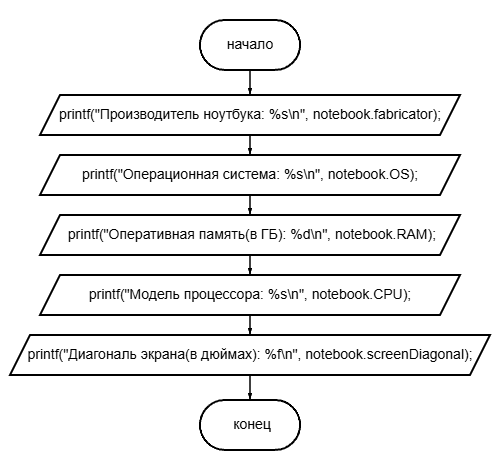 начало
printf("Производитель ноутбука: %s\n", notebook.fabricator);
printf("Операционная система: %s\n", notebook.OS);
printf("Оперативная память(в ГБ): %d\n", notebook.RAM);
printf("Модель процессора: %s\n", notebook.CPU);
printf("Диагональ экрана(в дюймах): %f\n", notebook.screenDiagonal);
конец